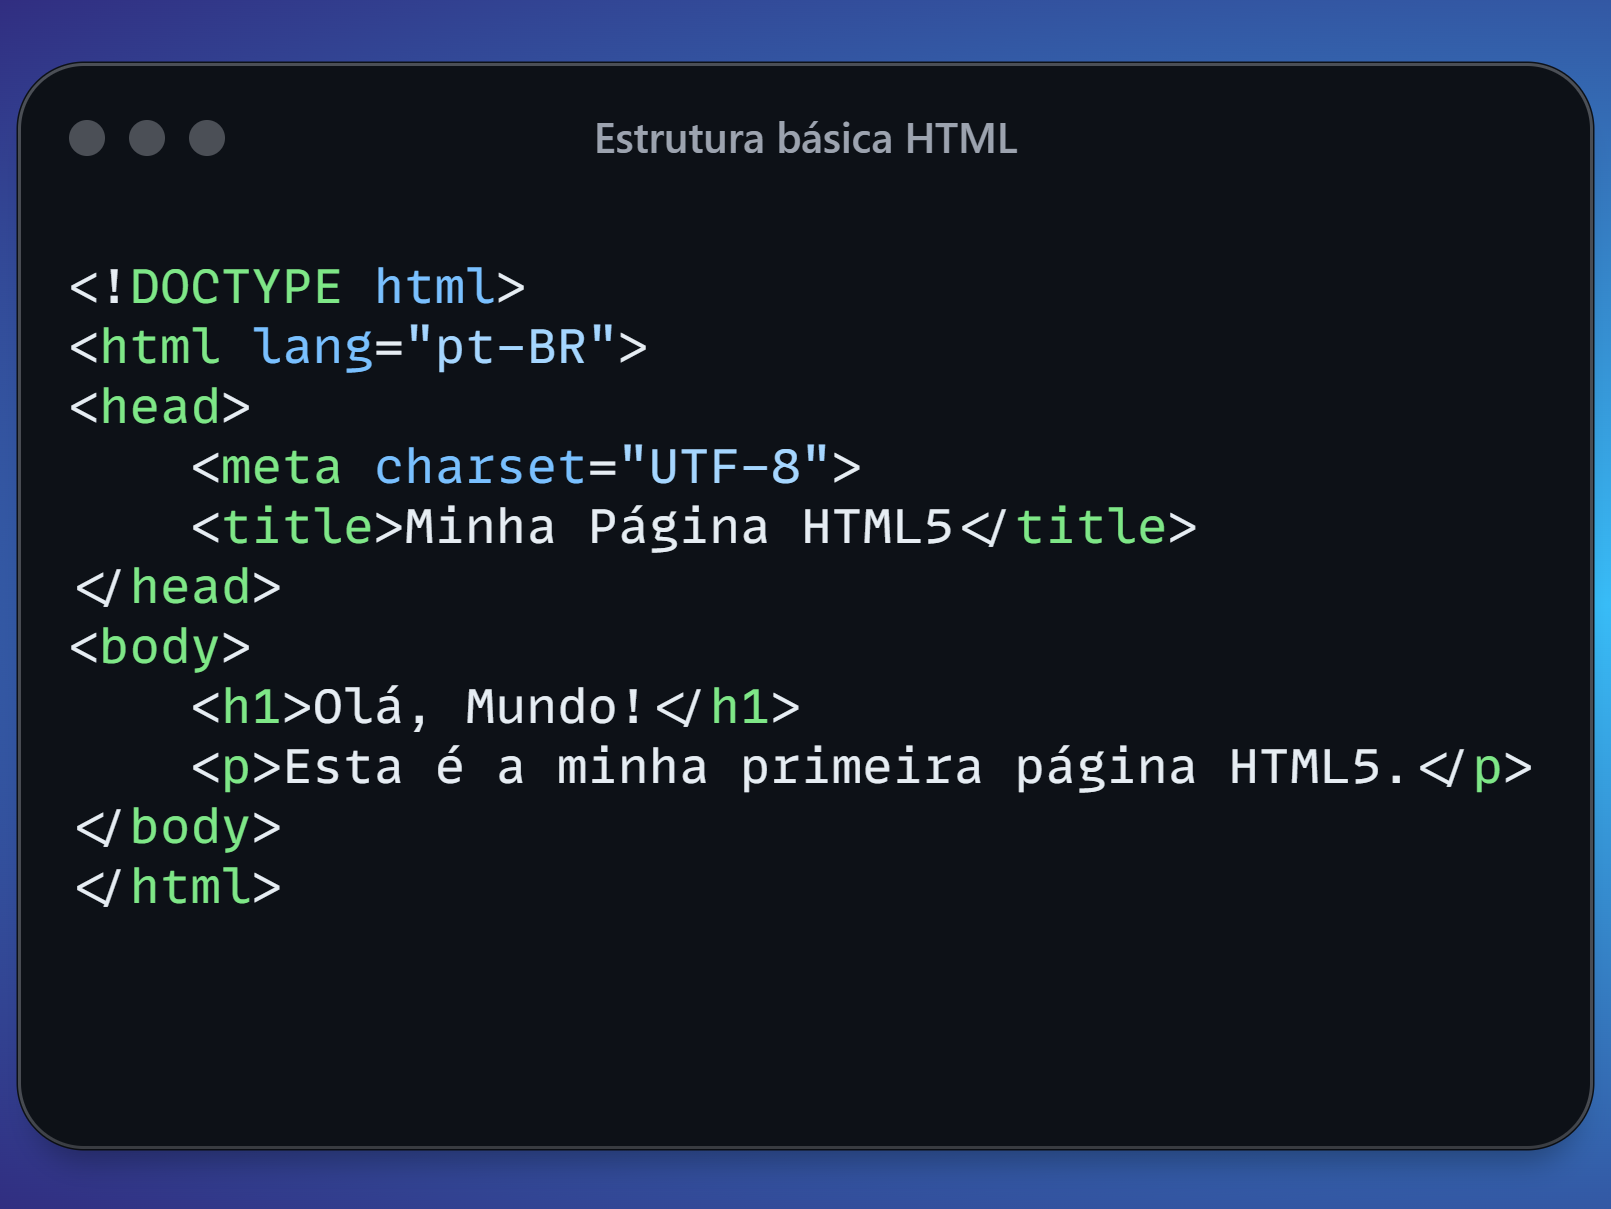 Estrutura básica HTML
<!DOCTYPE html>
<html lang="pt-BR">
<head>
    <meta charset="UTF-8">
    <title>Minha Página HTML5</title>
</head>
<body>
    <h1>Olá, Mundo!</h1>
    <p>Esta é a minha primeira página HTML5.</p>
</body>
</html>